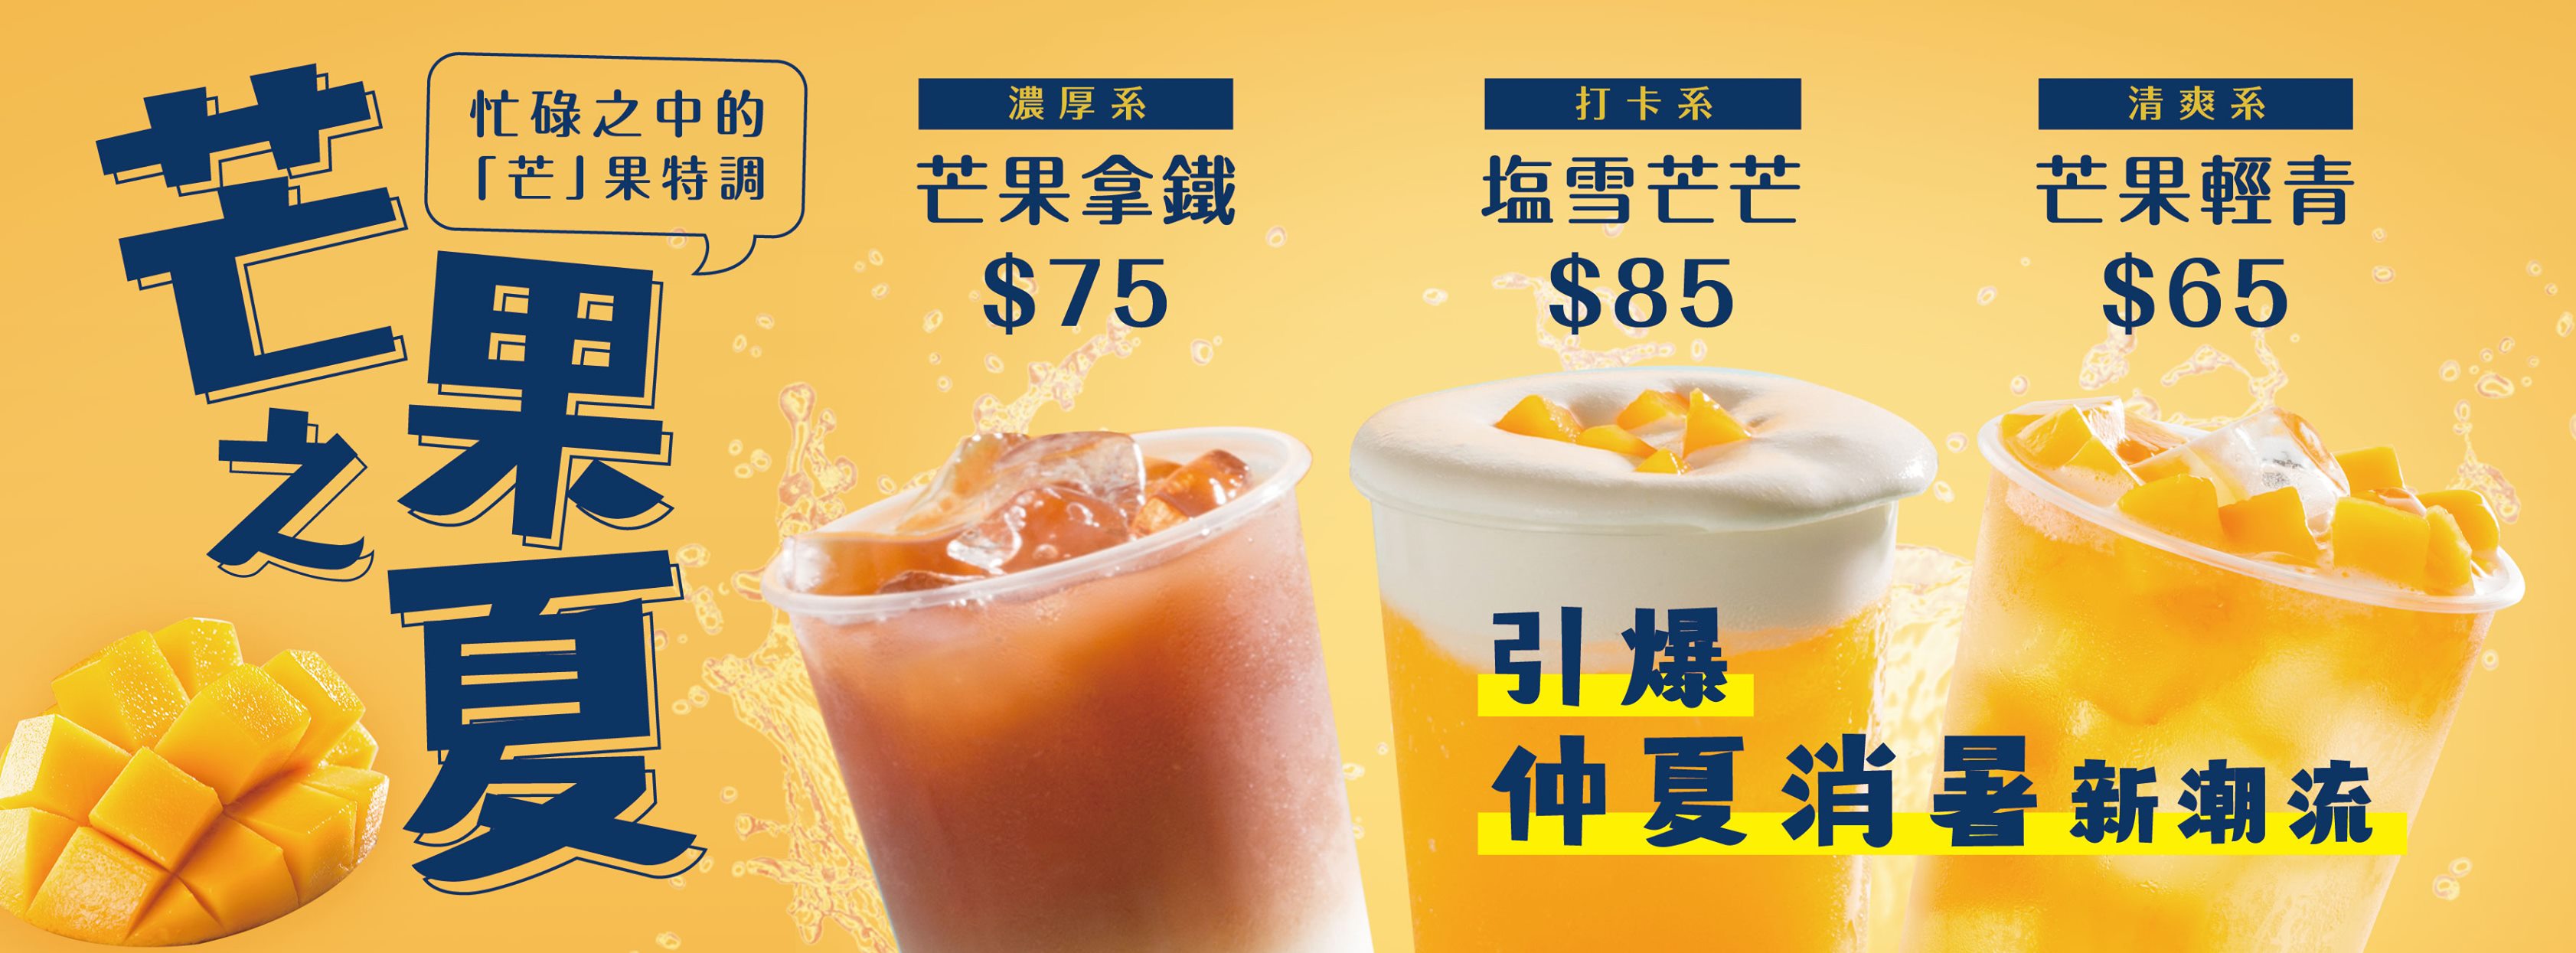 芒果之夏
忙碌之中的
「芒」果特調
濃厚系
芒果拿鐵
$75
打卡系
塩雪芒芒
$85
清爽系
芒果輕青
$65
引爆
仲夏消暑新潮流